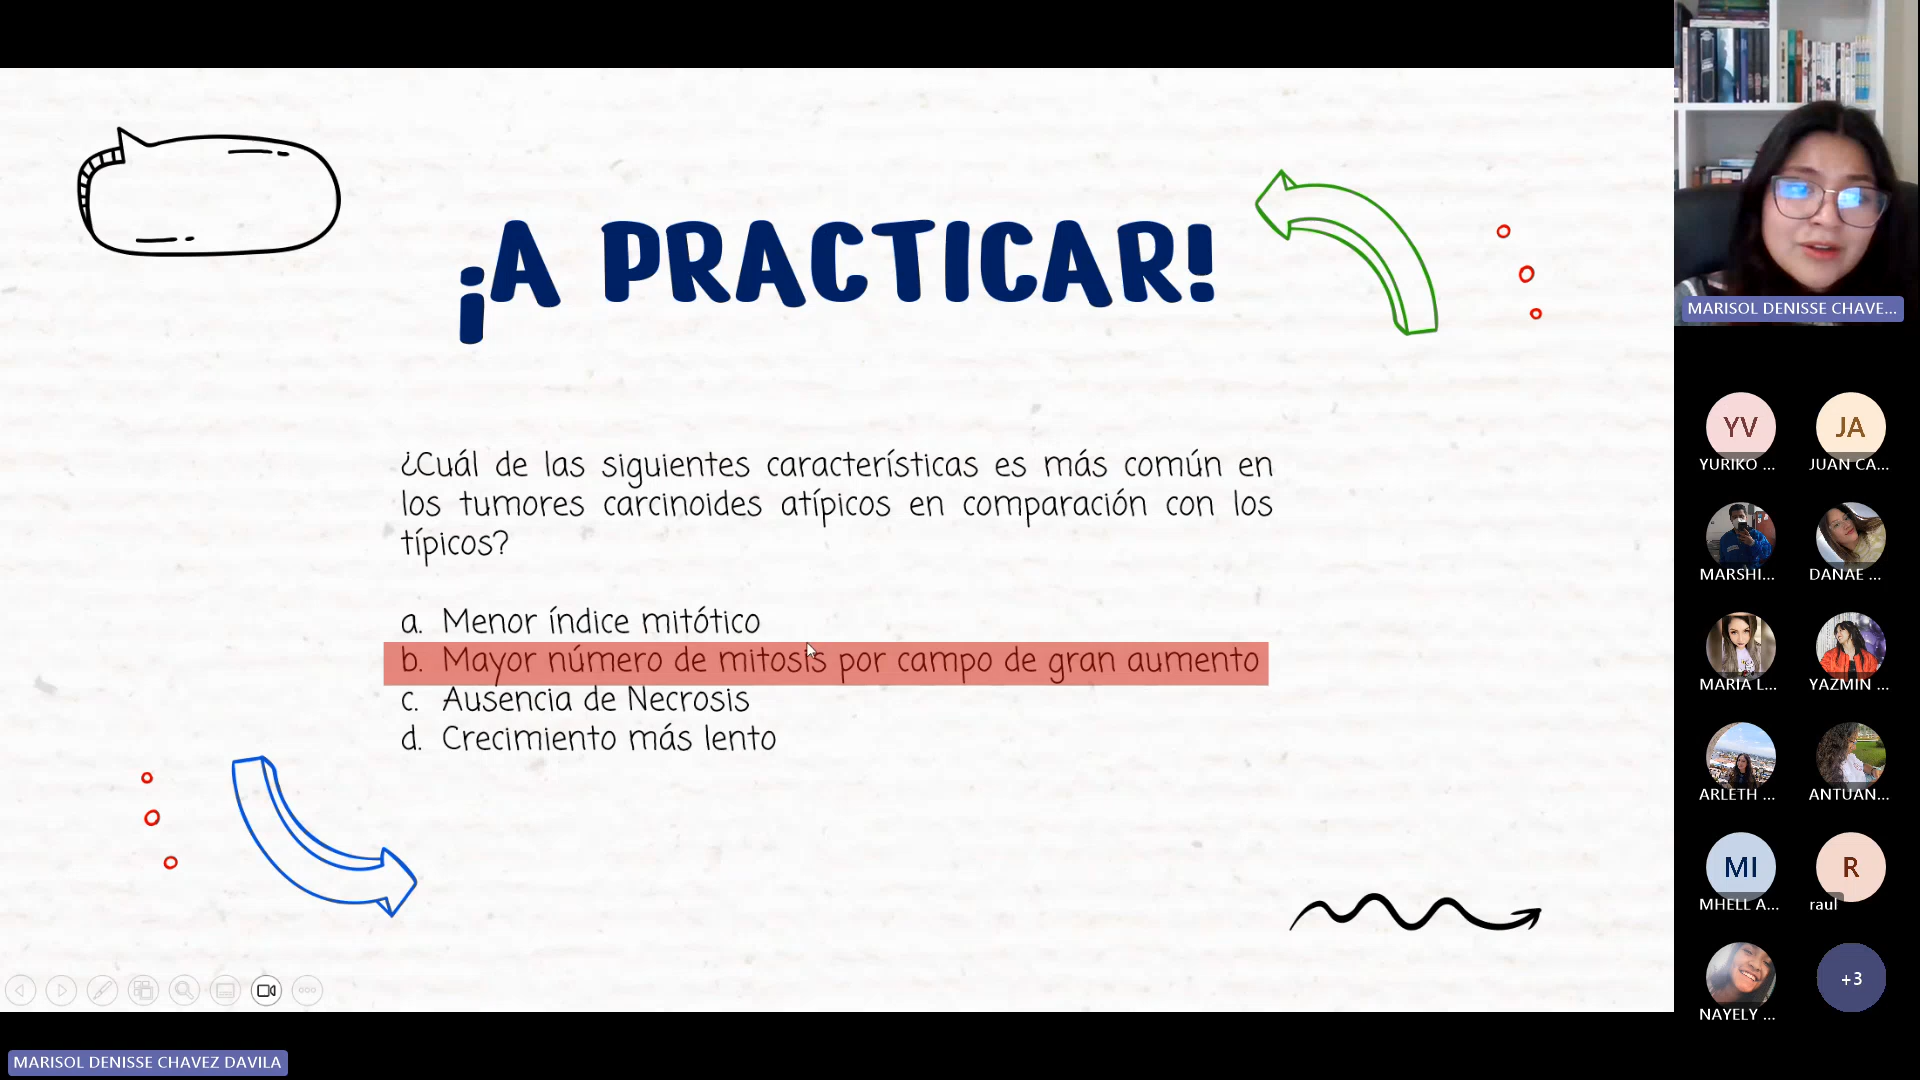 ¡A PRACTICAR!
¿Cuál de las siguientes características es más común en
los tumores carcinoides atípicos en comparación con los
típicos?
a. Menor índice mitótico
b. Mayor número de mitosis por campo de gran aumento
c. Ausencia de Necrosis
d. Crecimiento más lento
MARISOL DENISSE CHAVE...
YV
JA
YURIKO ...
JUAN CA...
MARSHI...
DANAE ...
MARIA L...
YAZMIN ...
ARLETH ...
ANTUAN...
MI
R
MHELL A...
raul
+3
NAYELY ...
MARISOL DENISSE CHAVEZ DAVILA